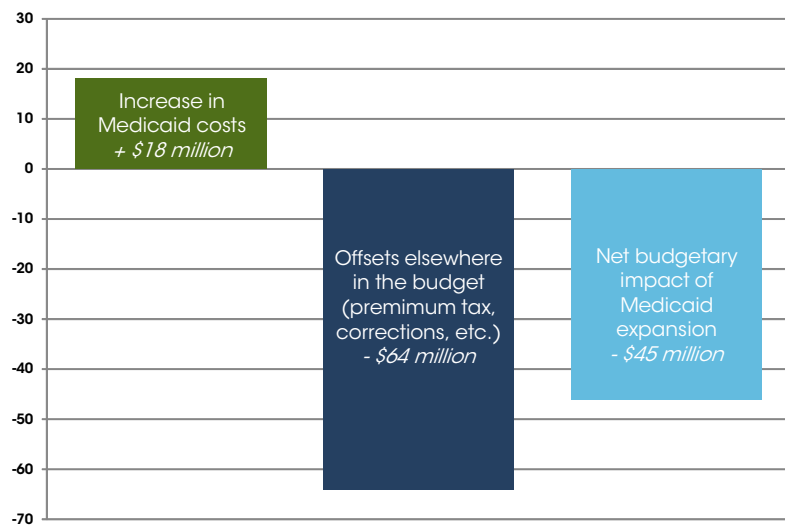 30
20
10
0
-10
-20
-30
-40
-50
-60
-70
Increase in
Medicaid costs
+ $18 million
Offsets elsewhere
in the budget
(premimum tax,
corrections, etc.)
- $64 million
Net budgetary
impact of
Medicaid
expansion
- $45 million